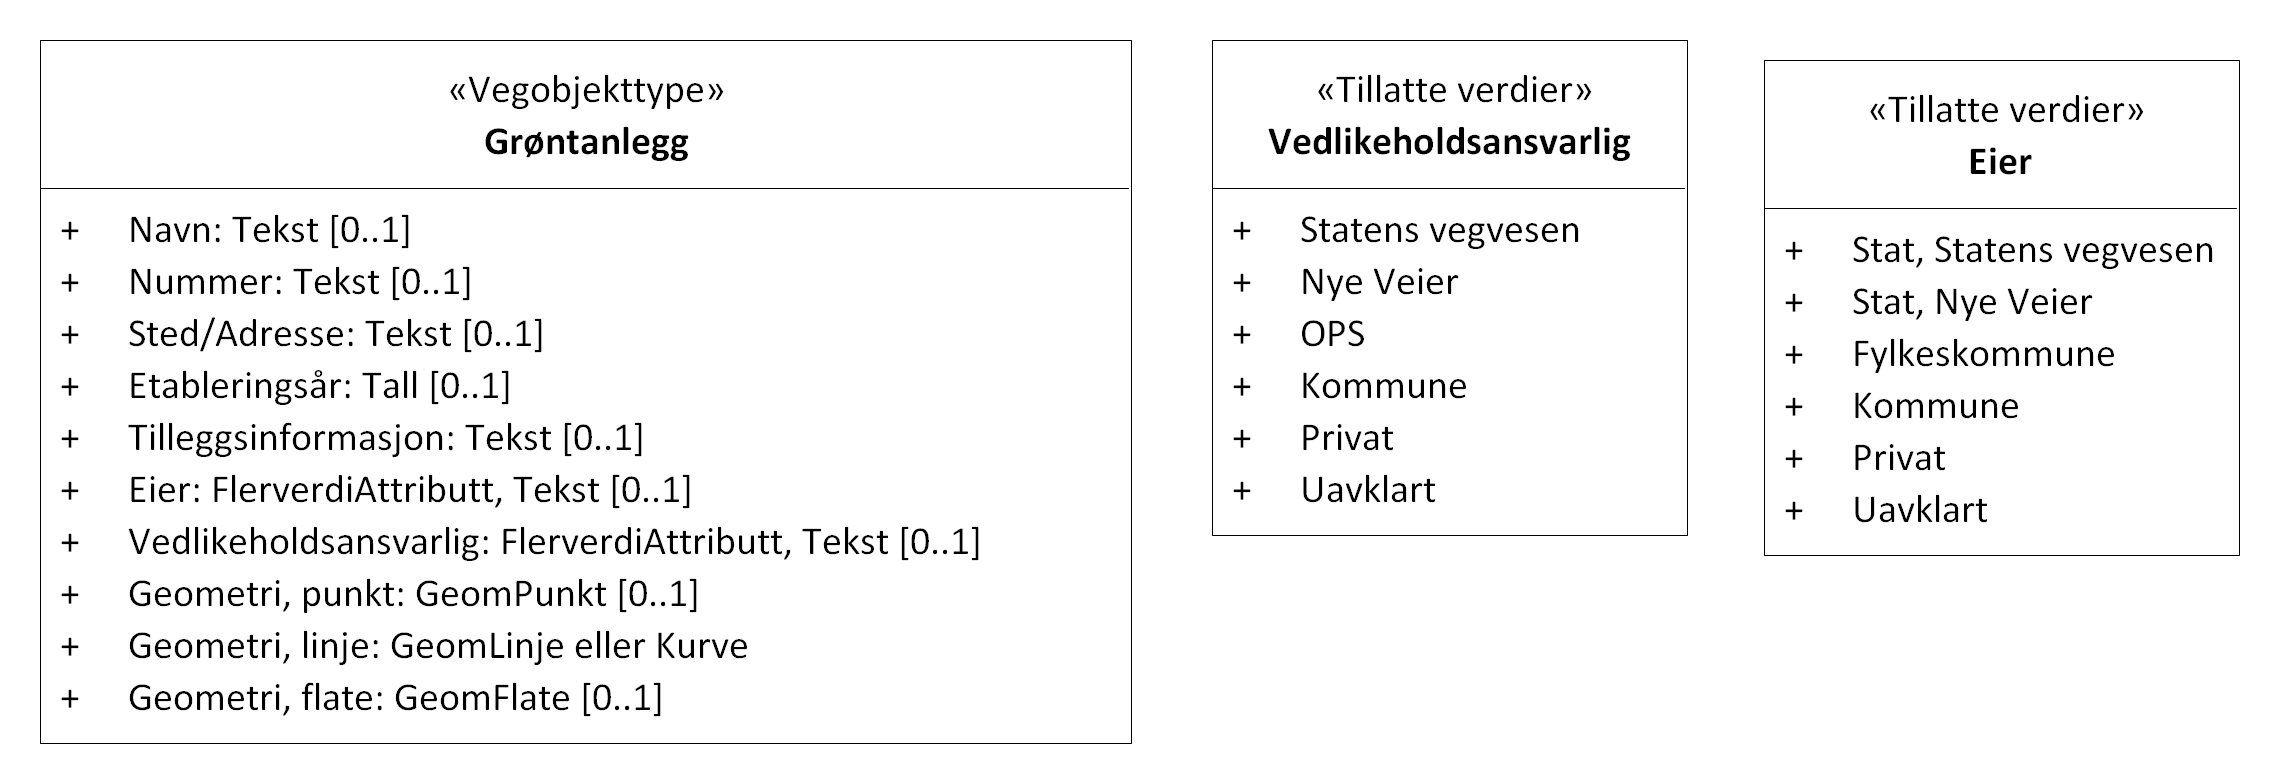 «Vegobjekttype»
Grøntanlegg
+ Navn: Tekst [0..1]
+ Nummer: Tekst [0..1]
+ Sted/Adresse: Tekst [0..1]
+ Etableringsår: Tall [0..1]
+ Tilleggsinformasjon: Tekst [0..1]
+ Eier: FlerverdiAttributt, Tekst [0..1]
+ Vedlikeholdsansvarlig: FlerverdiAttributt, Tekst [0..1]
+ Geometri, punkt: GeomPunkt [0..1]
+ Geometri, linje: GeomLinje eller Kurve
+ Geometri, flate: GeomFlate [0..1]
«Tillatte verdier»
Vedlikeholdsansvarlig
+ Statens vegvesen
+ Nye Veier
+ OPS
+ Kommune
+ Privat
+ Uavklart
«Tillatte verdier»
Eier
+ Stat, Statens vegvesen
+ Stat, Nye Veier
+ Fylkeskommune
+ Kommune
+ Privat
+ Uavklart